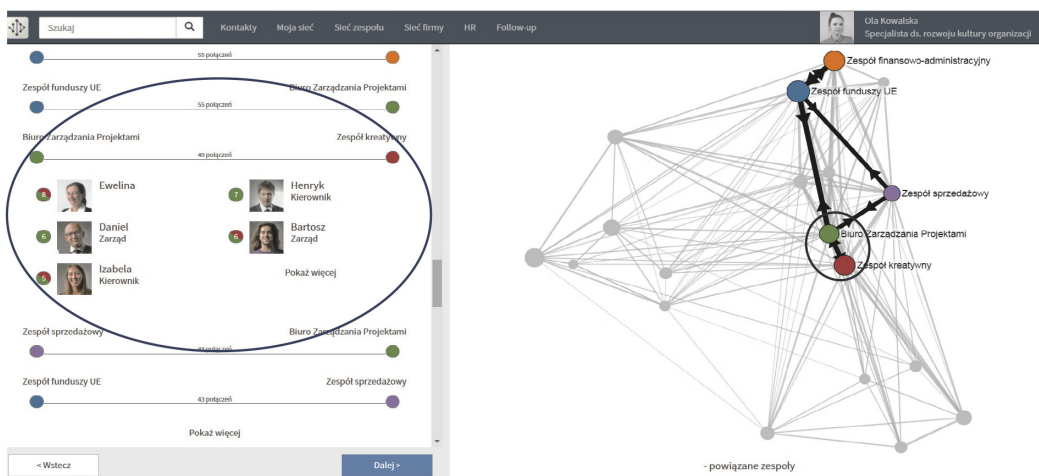 Szukaj
Kontakty
Moja sieć
Sieć zespołu
Sieć firmy
HR
Follow-up
Ola Kowalska
Specjalista ds. rozwoju kultury organizacji
55 połączeń
Zespół funduszy UE
Biuro Zarządzania Projektami
55 połączeń
Biuro Zarządzania Projektami
Zespół kreatywny
49 połączeń
8
Ewelina
7
Henryk
Kierownik
6
Daniel
Zarząd
6
Bartosz
Zarząd
5
Izabela
Kierownik
Pokaż więcej
Zespół sprzedażowy
Biuro Zarządzania Projektami
43 połączeń
Zespół funduszy UE
Zespół sprzedażowy
43 połączeń
Pokaż więcej
< Wstecz
Dalej >
Zespół finansowo-administracyjny
Zespół funduszy UE
Zespół sprzedażowy
Biuro Zarządzania Projektami
Zespół kreatywny
- powiązane zespoły